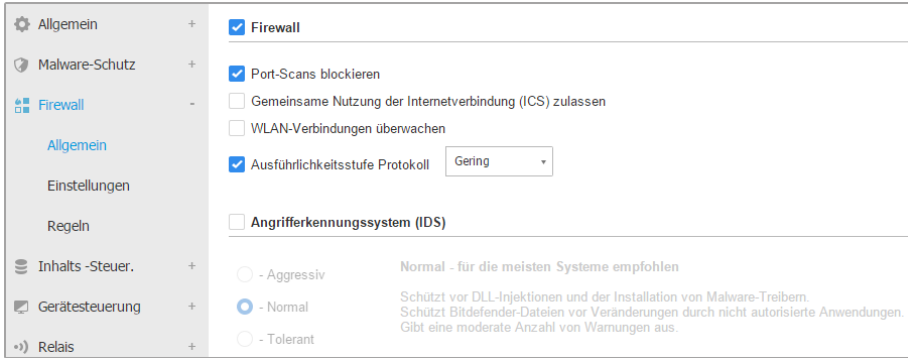 Allgemein +
Malware-Schutz +
Firewall -
Allgemein
Einstellungen
Regeln
Inhalts -Steuer. +
Gerätesteuerung +
Relais +
Firewall
Port-Scans blockieren
Gemeinsame Nutzung der Internetverbindung (ICS) zulassen
WLAN-Verbindungen überwachen
Ausführlichkeitsstufe Protokoll Gering
Angrifferkennungssystem (IDS)
- Aggressiv
- Normal
- Tolerant
Normal - für die meisten Systeme empfohlen
Schützt vor DLL-Injektionen und der Installation von Malware-Treibern.
Schützt Bitdefender-Dateien vor Veränderungen durch nicht autorisierte Anwendungen.
Gibt eine moderate Anzahl von Warnungen aus.